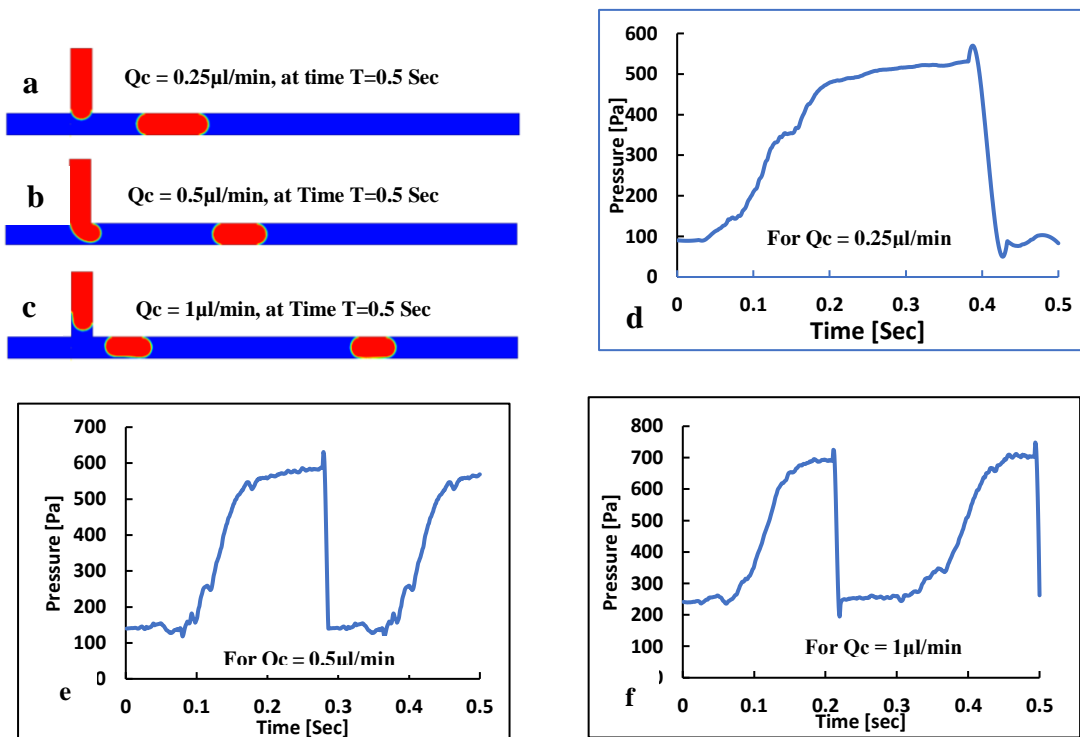 a
Qc = 0.25µl/min, at time T=0.5 Sec
b
Qc = 0.5µl/min, at Time T=0.5 Sec
c
Qc = 1µl/min, at Time T=0.5 Sec
600
500
400
300
200
100
0
Pressure [Pa]
For Qc = 0.25µl/min
0 0.1 0.2 0.3 0.4 0.5
Time [Sec]
d
700
600
500
400
300
200
100
0
Pressure [Pa]
For Qc = 0.5µl/min
0 0.1 0.2 0.3 0.4 0.5
Time [Sec]
e
800
700
600
500
400
300
200
100
Pressure [Pa]
For Qc = 1µl/min
0 0.1 0.2 0.3 0.4 0.5
Time [sec]
f